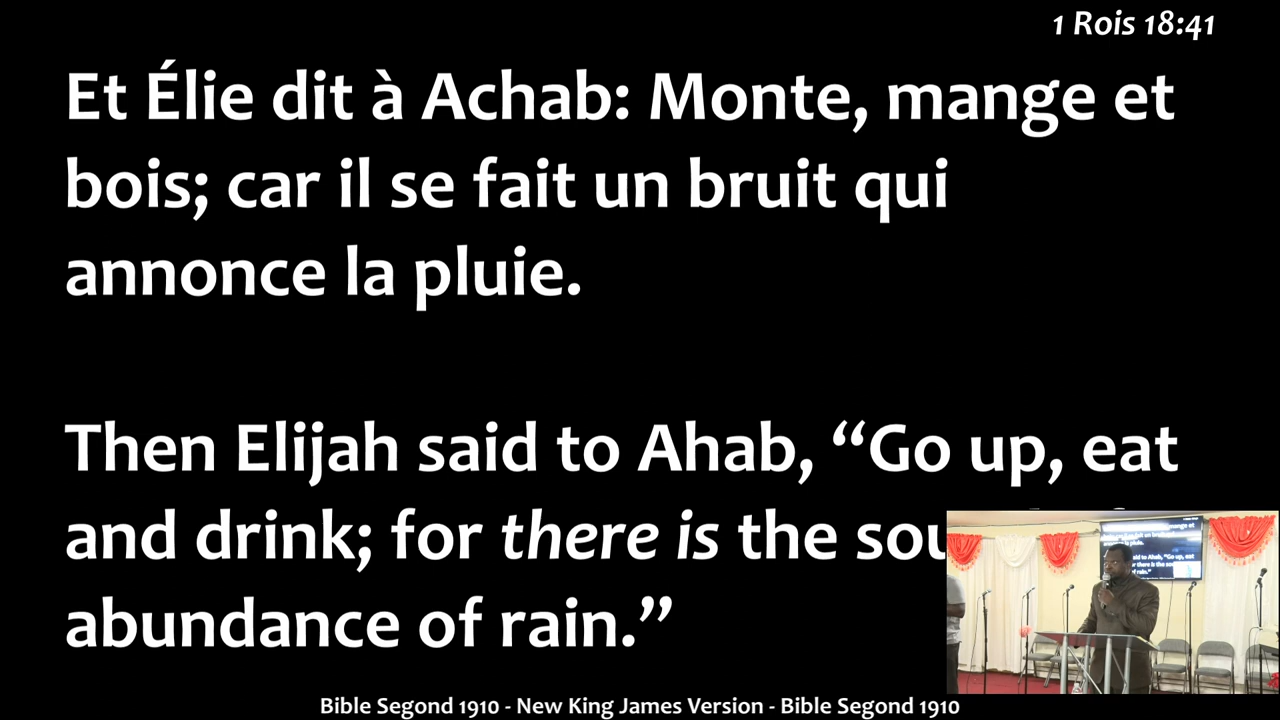 1 Rois 18:41
Et Élie dit à Achab: Monte, mange et
bois; car il se fait un bruit qui
annonce la pluie.
Then Elijah said to Ahab, “Go up, eat
and drink; for there is the
abundance of rain.”
Bible Segond 1910 - New King James Version - Bible Segond 1910